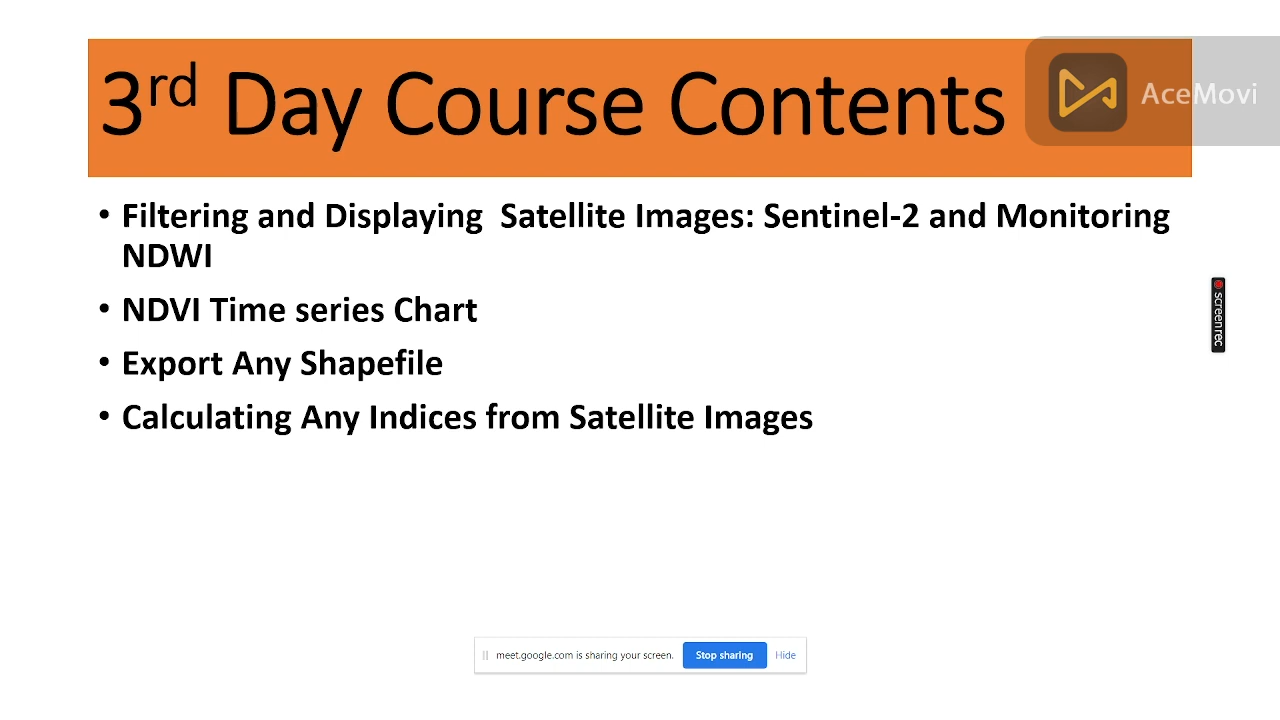 3rd Day Course Contents
AceMovi
• Filtering and Displaying  Satellite Images: Sentinel-2 and Monitoring
NDWI
• NDVI Time series Chart
• Export Any Shapefile
• Calculating Any Indices from Satellite Images
screenrec
meet.google.com is sharing your screen. Stop sharing Hide